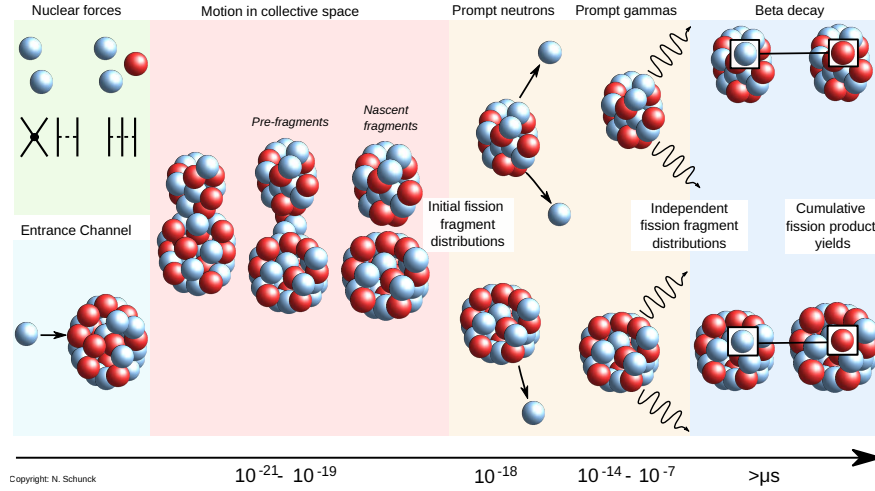 Nuclear forces
Motion in collective space
Prompt neutrons
Prompt gammas
Beta decay
Pre-fragments
Nascent
fragments
Entrance Channel
Initial fission
fragment
distributions
Independent
fission fragment
distributions
Cumulative
fission product
yields
Copyright: N. Schunck
10⁻²¹- 10⁻¹⁹
10⁻¹⁸
10⁻¹⁴ - 10⁻⁷
>μs